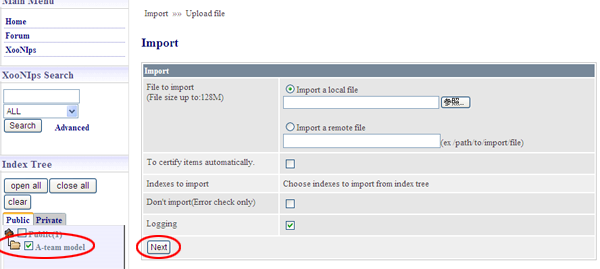 Main Menu
Home
Forum
XooNIps
XooNIps Search
ALL
Search Advanced
Index Tree
open all close all
clear
Public Private
Public(1)
A-team model
Import »» Upload file
Import
Import
File to import
(File size up to:128M)
Import a local file
参照...
Import a remote file
(ex /path/to/import/file)
To certify items automatically.
Indexes to import Choose indexes to import from index tree
Don't import(Error check only)
Logging
Next